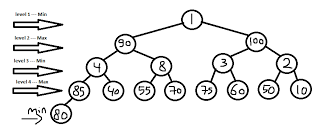 level 1 --- Min
1
level 2 --- Max
90 100
level 3 --- Min
4 8 3 2
level 4 --- Max
85 40 55 70 75 60 50 10
Min
80